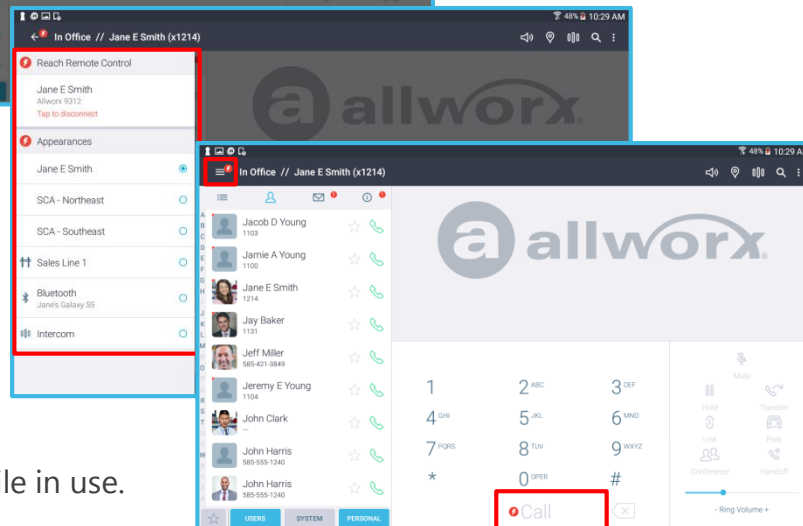 48% 10:29 AM
In Office // Jane E Smith (x1214)
Reach Remote Control
Jane E Smith
Allworx 9312
Tap to disconnect
Appearances
Jane E Smith
SCA - Northeast
SCA - Southeast
Sales Line 1
Bluetooth
Jane's Galaxy S5
Intercom
allworx
48% 10:29 A
In Office // Jane E Smith (x1214)
Jacob D Young
1103
Jamie A Young
1100
Jane E Smith
1214
Jay Baker
1131
Jeff Miller
585-421-3849
Jeremy E Young
1104
John Clark
---
John Harris
585-555-1240
John Harris
585-555-1240
USERS SYSTEM PERSONAL
allworx
1 2 ABC 3 DEF
4 GHI 5 JKL 6 MNO
7 PQRS 8 TUV 9 WXYZ
* 0 OPER #
Call
Mute
Hold Transfer
Link Park
Conference Handoff
- Ring Volume +
ile in use.